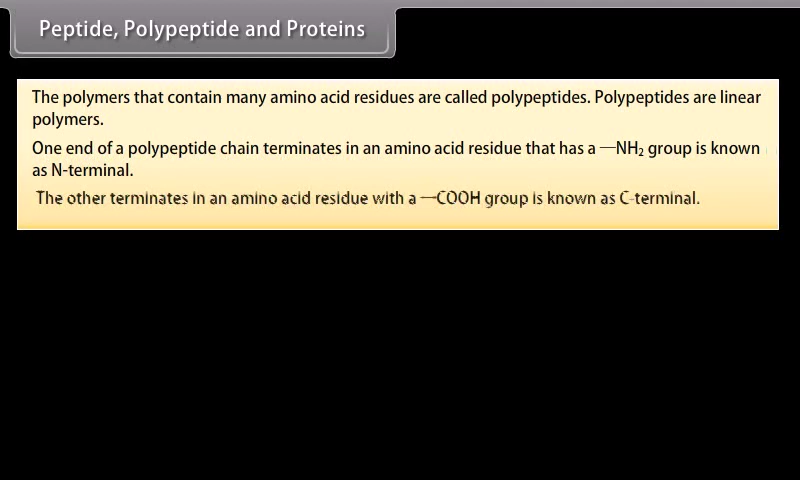 Peptide, Polypeptide and Proteins
The polymers that contain many amino acid residues are called polypeptides. Polypeptides are linear
polymers.
One end of a polypeptide chain terminates in an amino acid residue that has a —NH₂ group is known
as N-terminal.
The other terminates in an amino acid residue with a —COOH group is known as C-terminal.